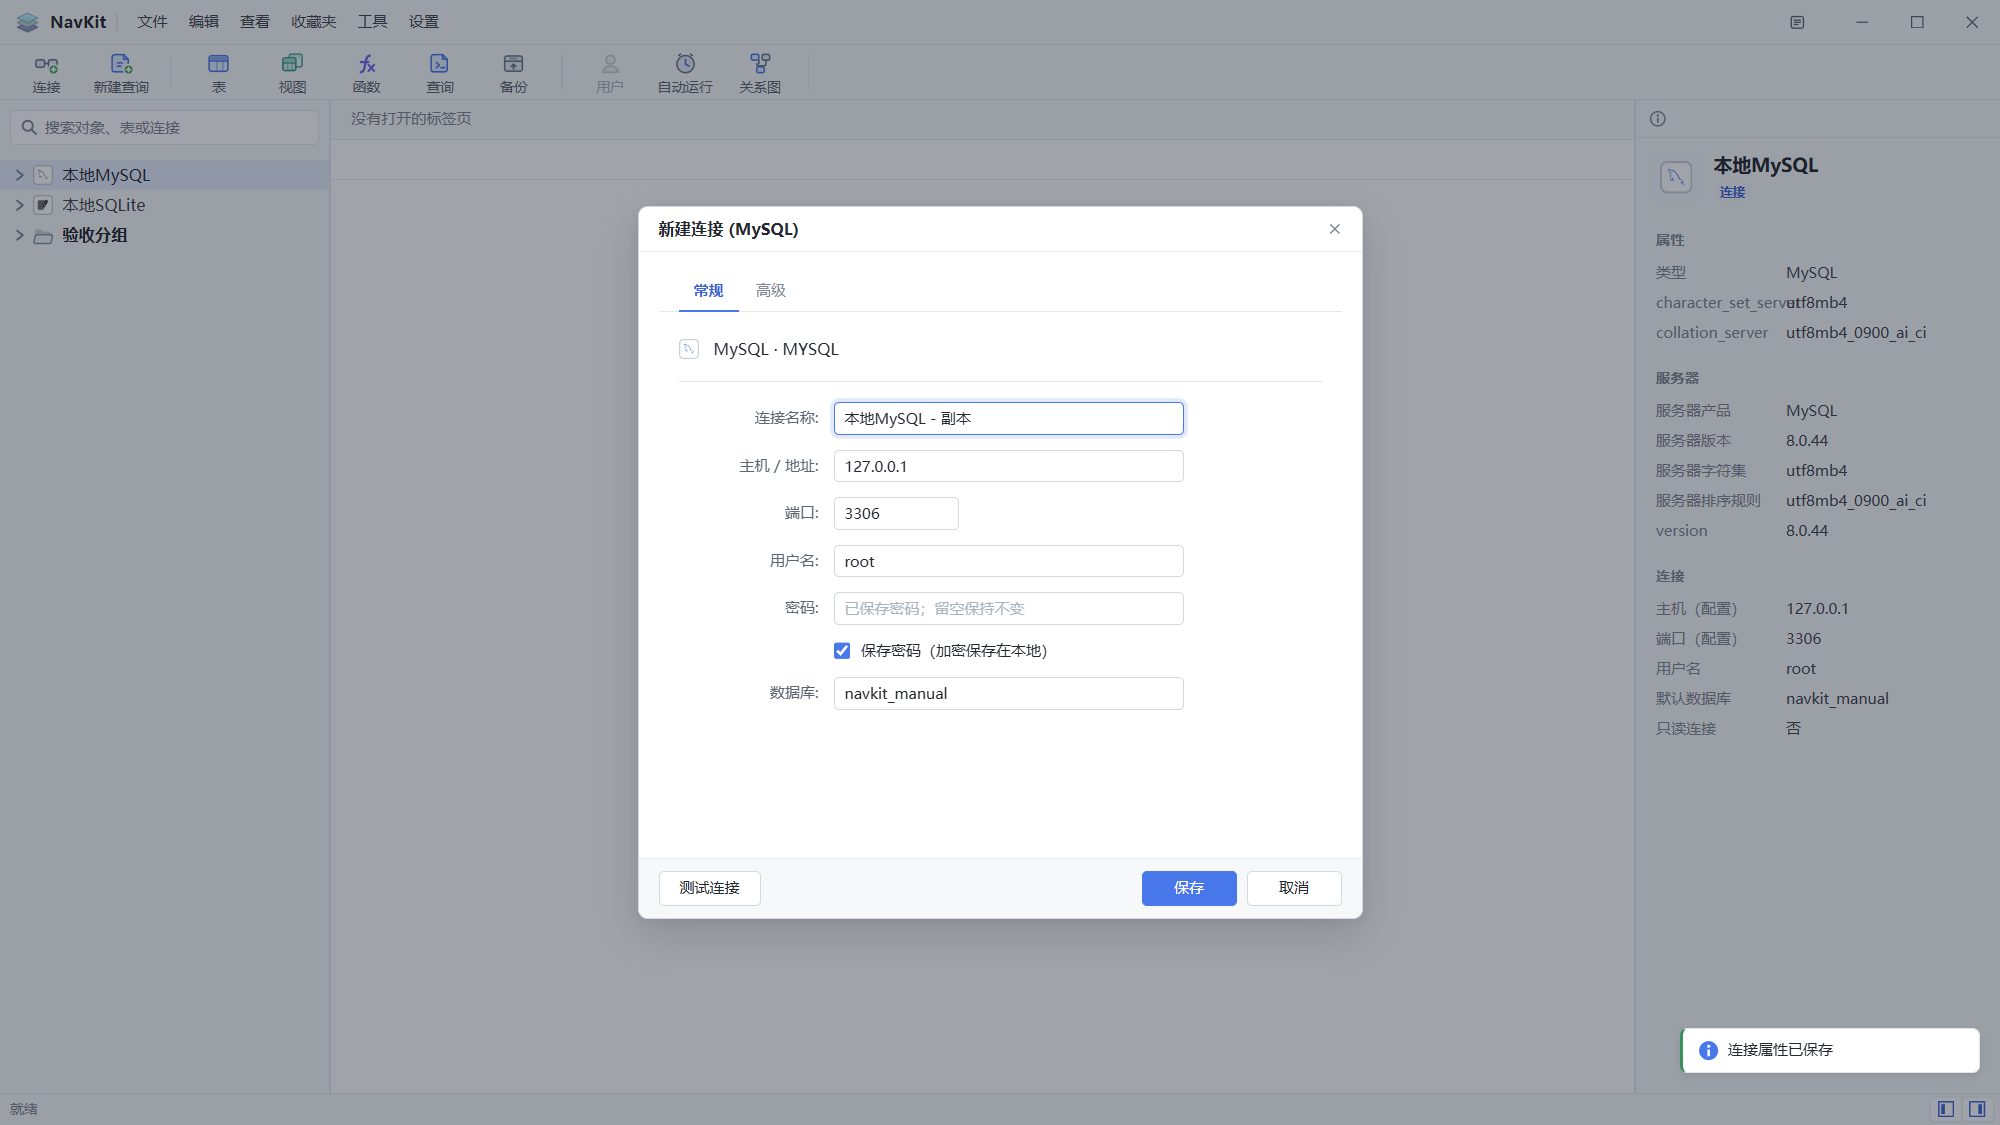 NavKit 文件 编辑 查看 收藏夹 工具 设置
连接 新建查询 表 视图 函数 查询 备份 用户 自动运行 关系图
搜索对象、表或连接
本地MySQL
本地SQLite
验收分组
没有打开的标签页
新建连接 (MySQL)
常规 高级
MySQL · MYSQL
连接名称: 本地MySQL - 副本
主机 / 地址: 127.0.0.1
端口: 3306
用户名: root
密码: 已保存密码；留空保持不变
保存密码（加密保存在本地）
数据库: navkit_manual
测试连接 保存 取消
本地MySQL
连接
属性
类型 MySQL
character_set_server utf8mb4
collation_server utf8mb4_0900_ai_ci
服务器
服务器产品 MySQL
服务器版本 8.0.44
服务器字符集 utf8mb4
服务器排序规则 utf8mb4_0900_ai_ci
version 8.0.44
连接
主机（配置） 127.0.0.1
端口（配置） 3306
用户名 root
默认数据库 navkit_manual
只读连接 否
连接属性已保存
就绪